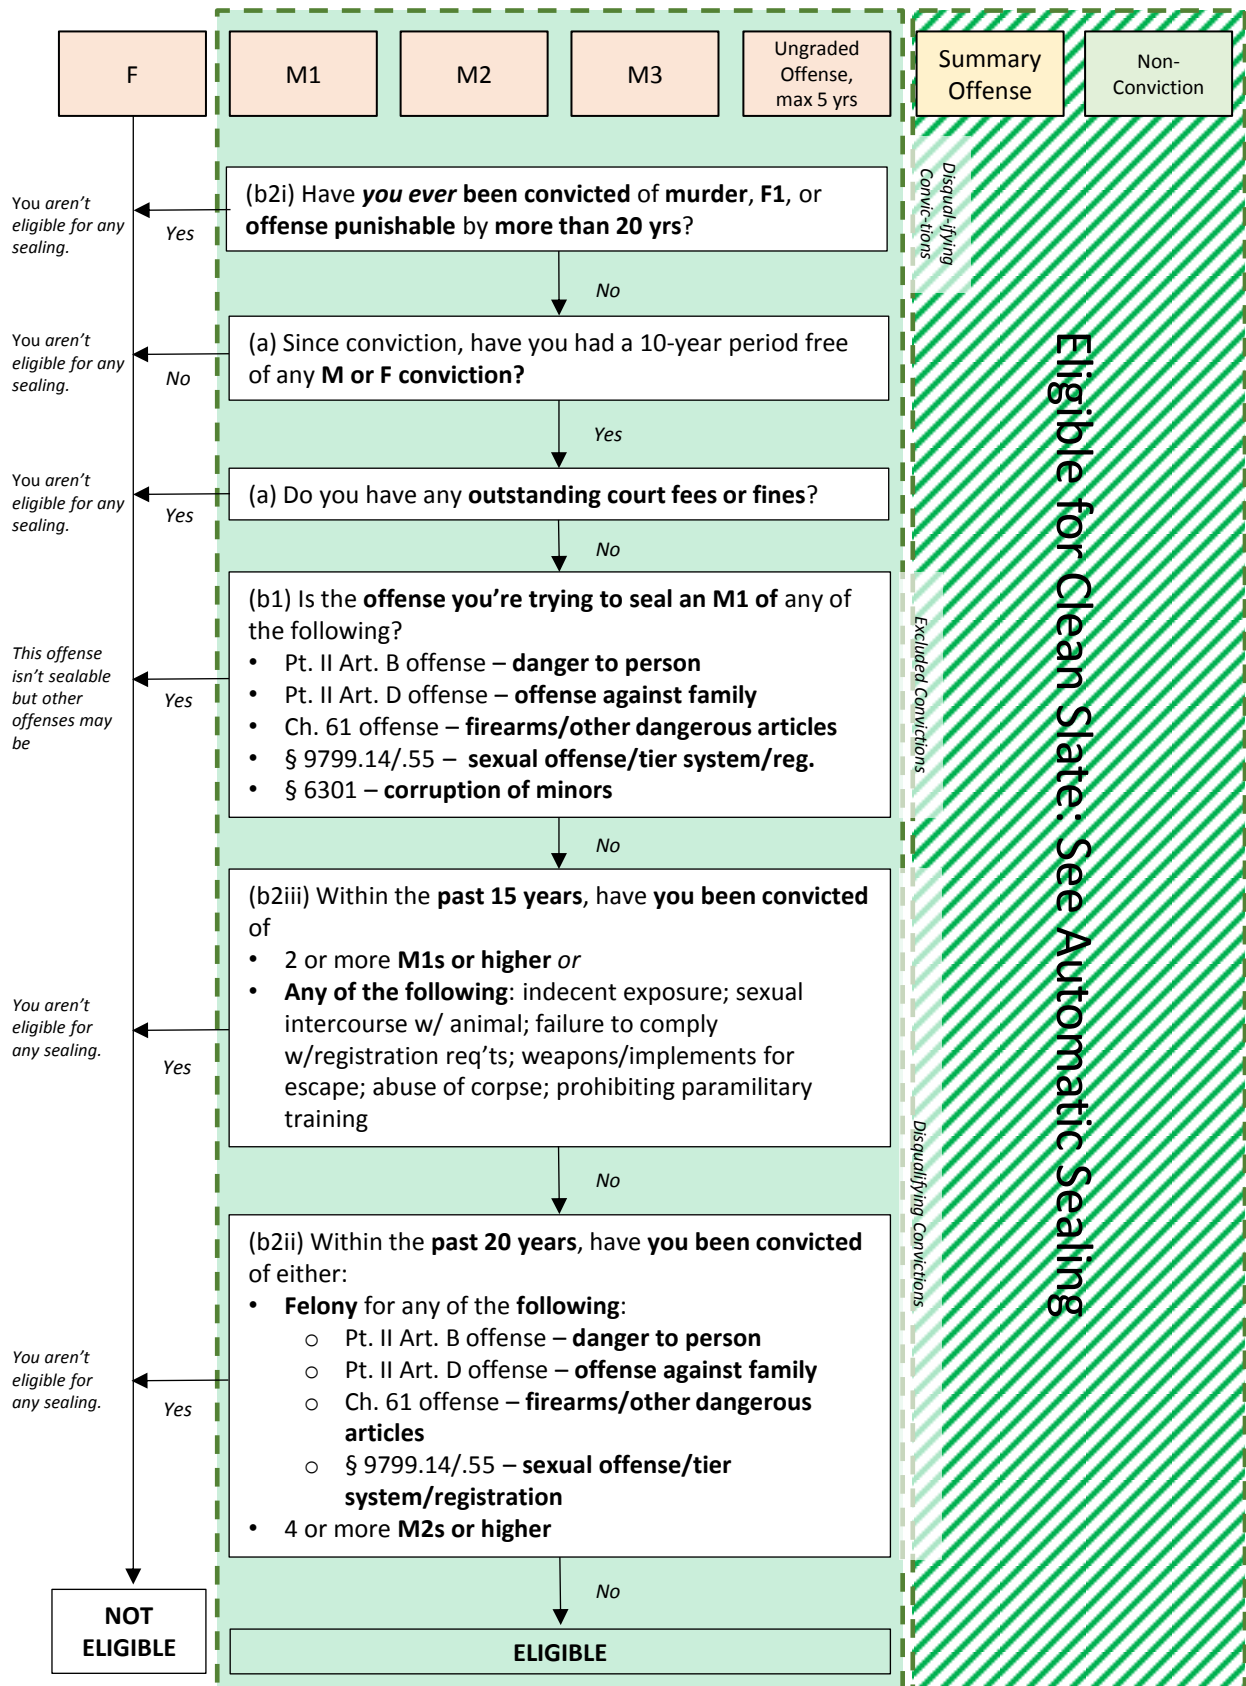 F
M1
M2
M3
Ungraded
Offense,
max 5 yrs
Summary
Offense
Non-
Conviction
(b2i) Have you ever been convicted of murder, F1, or
offense punishable by more than 20 yrs?
You aren't
eligible for any
sealing.
Yes
No
Disqual-ifying
Convic-tions
(a) Since conviction, have you had a 10-year period free
of any M or F conviction?
You aren't
eligible for any
sealing.
No
Yes
(a) Do you have any outstanding court fees or fines?
You aren't
eligible for any
sealing.
Yes
No
(b1) Is the offense you're trying to seal an M1 of any of
the following?
• Pt. II Art. B offense – danger to person
• Pt. II Art. D offense – offense against family
• Ch. 61 offense – firearms/other dangerous articles
• § 9799.14/.55 – sexual offense/tier system/reg.
• § 6301 – corruption of minors
This offense
isn't sealable
but other
offenses may
be
Yes
No
Excluded Convictions
(b2iii) Within the past 15 years, have you been convicted
of
• 2 or more M1s or higher or
• Any of the following: indecent exposure; sexual
intercourse w/ animal; failure to comply
w/registration req'ts; weapons/implements for
escape; abuse of corpse; prohibiting paramilitary
training
You aren't
eligible for
any sealing.
Yes
No
Disqualifying Convictions
(b2ii) Within the past 20 years, have you been convicted
of either:
• Felony for any of the following:
o Pt. II Art. B offense – danger to person
o Pt. II Art. D offense – offense against family
o Ch. 61 offense – firearms/other dangerous
articles
o § 9799.14/.55 – sexual offense/tier
system/registration
• 4 or more M2s or higher
You aren't
eligible for
any sealing.
Yes
No
NOT
ELIGIBLE
ELIGIBLE
Eligible for Clean Slate: See Automatic Sealing